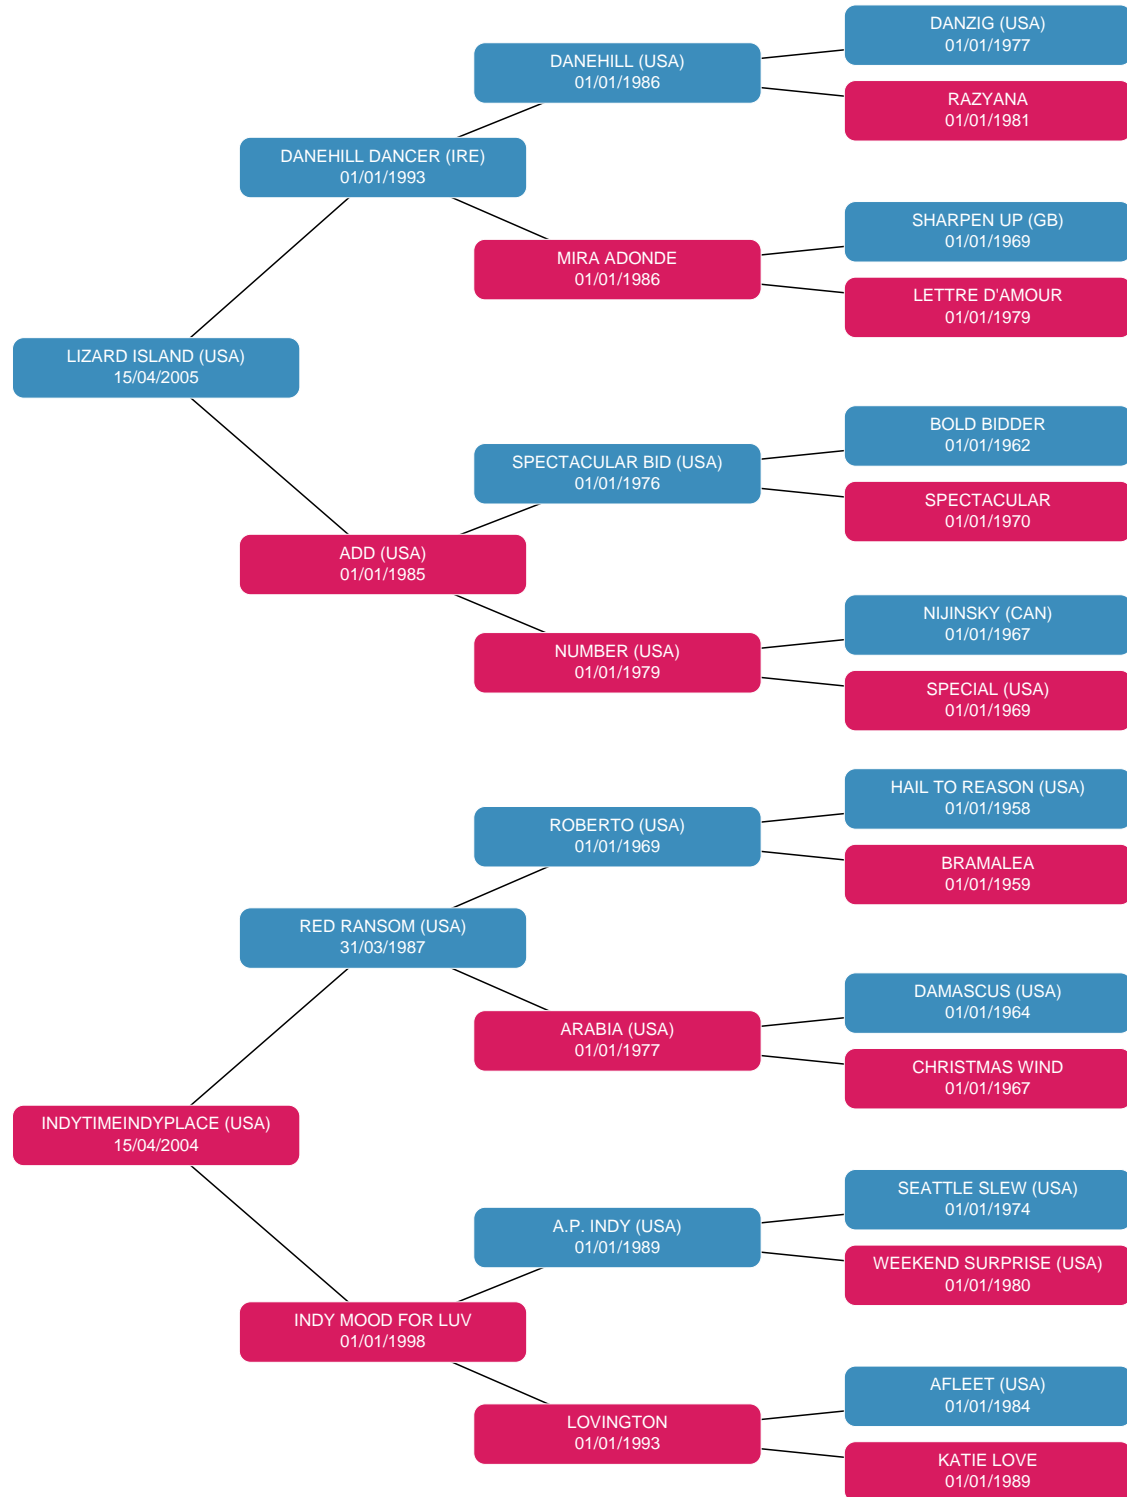 DANZIG (USA)
01/01/1977
DANEHILL (USA)
01/01/1986
RAZYANA
01/01/1981
DANEHILL DANCER (IRE)
01/01/1993
SHARPEN UP (GB)
01/01/1969
MIRA ADONDE
01/01/1986
LETTRE D'AMOUR
01/01/1979
LIZARD ISLAND (USA)
15/04/2005
BOLD BIDDER
01/01/1962
SPECTACULAR BID (USA)
01/01/1976
SPECTACULAR
01/01/1970
ADD (USA)
01/01/1985
NIJINSKY (CAN)
01/01/1967
NUMBER (USA)
01/01/1979
SPECIAL (USA)
01/01/1969
HAIL TO REASON (USA)
01/01/1958
ROBERTO (USA)
01/01/1969
BRAMALEA
01/01/1959
RED RANSOM (USA)
31/03/1987
DAMASCUS (USA)
01/01/1964
ARABIA (USA)
01/01/1977
CHRISTMAS WIND
01/01/1967
INDYTIMEINDYPLACE (USA)
15/04/2004
SEATTLE SLEW (USA)
01/01/1974
A.P. INDY (USA)
01/01/1989
WEEKEND SURPRISE (USA)
01/01/1980
INDY MOOD FOR LUV
01/01/1998
AFLEET (USA)
01/01/1984
LOVINGTON
01/01/1993
KATIE LOVE
01/01/1989